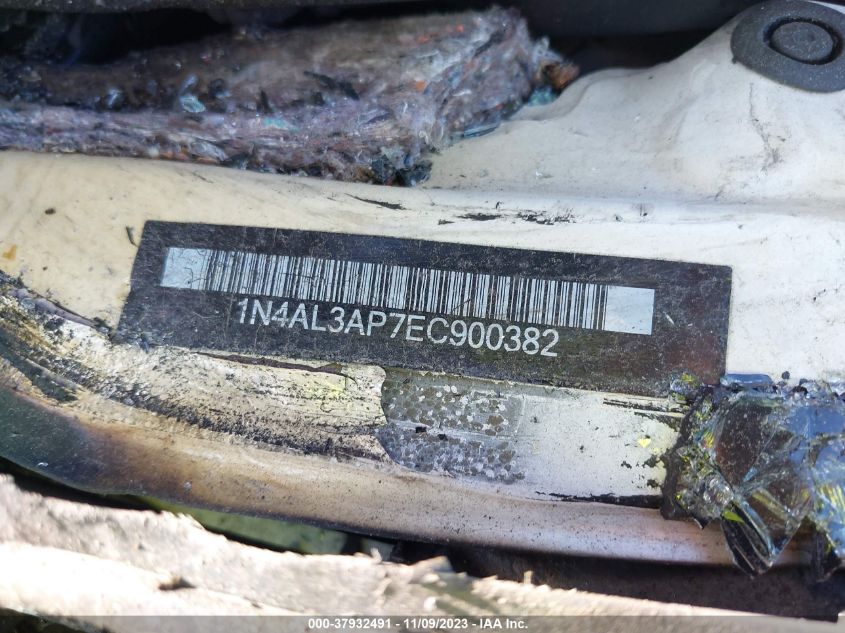 1N4AL3AP7EC900382
000-37932491 - 11/09/2023 - IAA Inc.